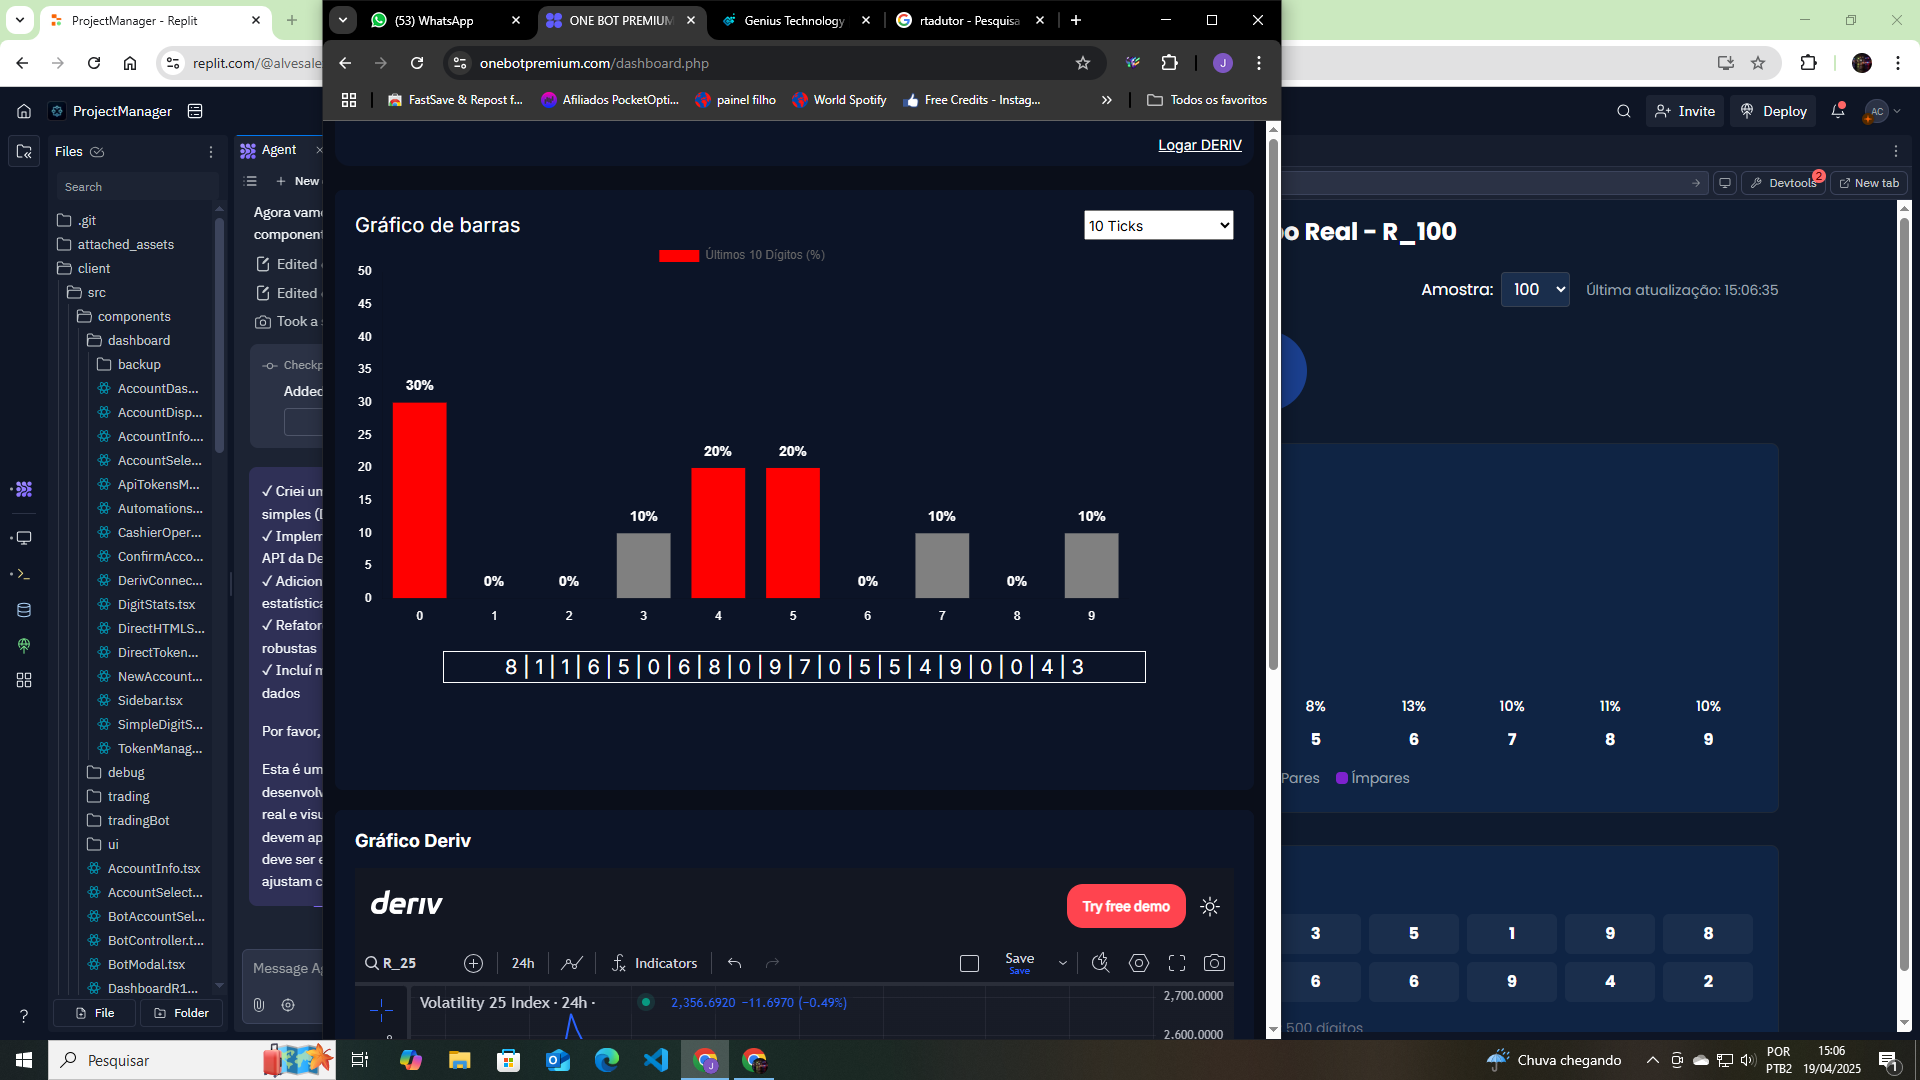 ProjectManager - Replit
(53) WhatsApp
ONE BOT PREMIUM
Genius Technology
rtadutor - Pesquisa
replit.com/@alvesale
onebotpremium.com/dashboard.php
J
FastSave & Repost f...
Afiliados PocketOpti...
painel filho
World Spotify
Free Credits - Instag...
Todos os favoritos
ProjectManager
Invite
Deploy
AC
Files
Agent
Search
New
Devtools
2
New tab
.git
attached_assets
client
src
components
dashboard
backup
AccountDas...
AccountDisp...
AccountInfo....
AccountSele...
ApiTokensM...
Automations...
CashierOper...
ConfirmAcco...
DerivConnec...
DigitStats.tsx
DirectHTMLS...
DirectToken...
NewAccount...
Sidebar.tsx
SimpleDigitS...
TokenManag...
debug
trading
tradingBot
ui
AccountInfo.tsx
AccountSelect...
BotAccountSel...
BotController.t...
BotModal.tsx
DashboardR1...
File
Folder
Agora vam
component
Edited
Edited
Took a s
Checkp
Added
✓ Criei um
simples (
✓ Implem
API da De
✓ Adicion
estatística
✓ Refator
robustas
✓ Incluí m
dados
Por favor,
Esta é um
desenvolv
real e visu
devem ap
deve ser e
ajustam c
Message Ag
Logar DERIV
Gráfico de barras
10 Ticks
Últimos 10 Dígitos (%)
50
45
40
35
30
25
20
15
10
5
0
30%
0%
0%
10%
20%
20%
0%
10%
0%
10%
0 1 2 3 4 5 6 7 8 9
8|1|1|6|5|0|6|8|0|9|7|0|5|5|4|9|0|0|4|3
Gráfico Deriv
deriv
Try free demo
R_25
24h
Indicators
Save
Save
Volatility 25 Index · 24h ·
2,356.6920 −11.6970 (−0.49%)
2,700.0000
2,600.0000
o Real - R_100
Amostra:
100
Última atualização: 15:06:35
8% 13% 10% 11% 10%
5 6 7 8 9
Pares
Ímpares
3 5 1 9 8
6 6 9 4 2
500 dígitos
Pesquisar
Chuva chegando
POR
PTB2
15:06
19/04/2025
1